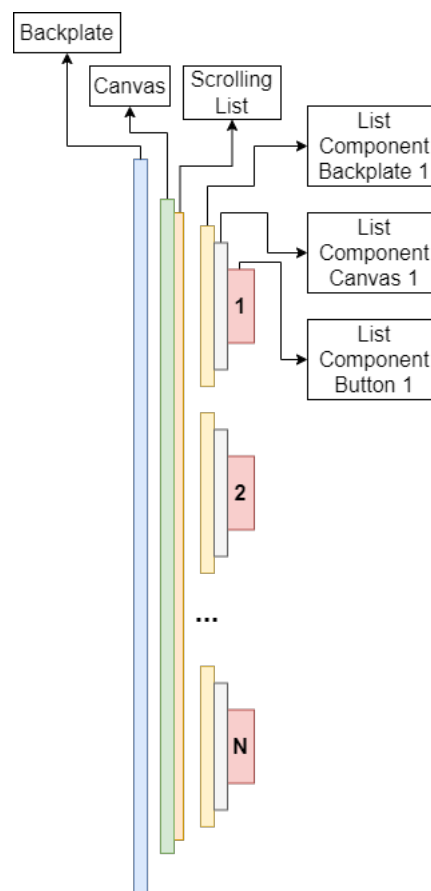 Backplate
Canvas
Scrolling
List
List
Component
Backplate 1
List
Component
Canvas 1
1
List
Component
Button 1
2
...
N